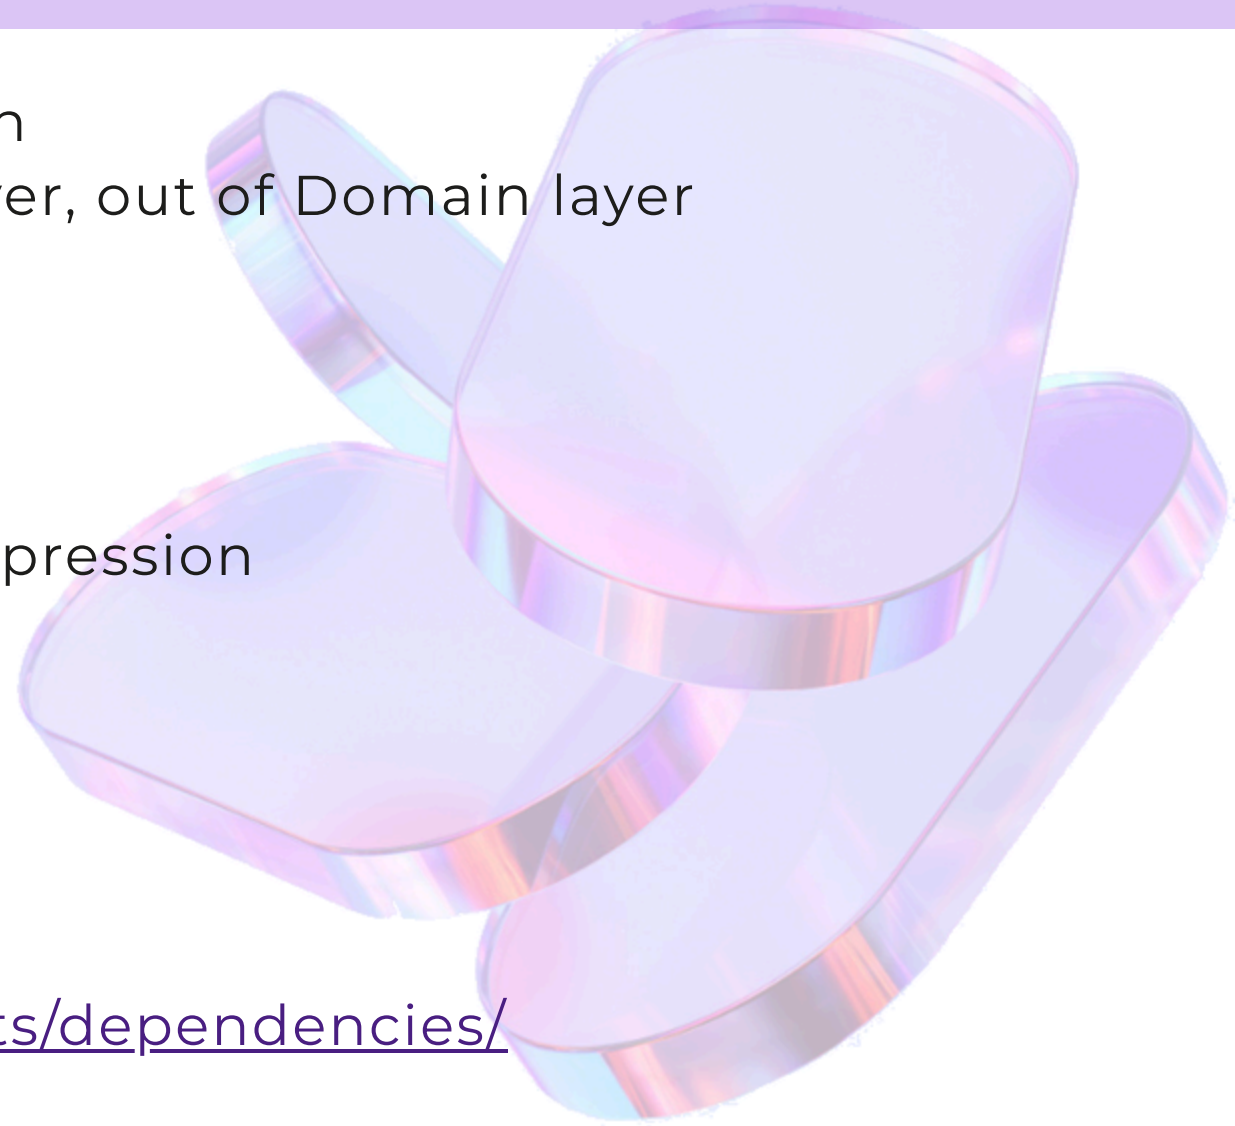 n
er, out of Domain layer
pression
ts/dependencies/